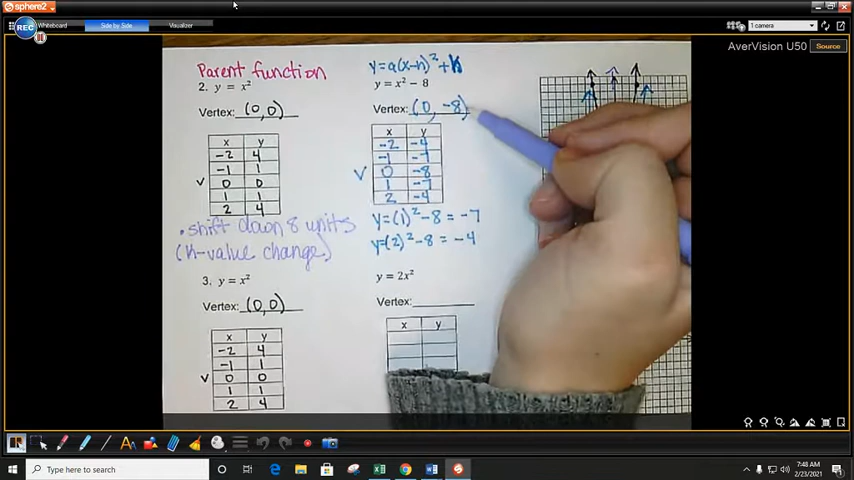 sphere2
REC
Whiteboard
Side by Side
Visualizer
1 camera
AverVision U50
Source
Parent function
2. y = x²
Vertex: (0,0)
x y
-2 4
-1 1
V 0 0
1 1
2 4
y=a(x-h)²+k
y = x² − 8
Vertex: (0, -8)
x y
-2 -4
-1 -7
V 0 -8
1 -7
2 -4
y=(1)²-8 = -7
y=(2)²-8 = -4
• shift down 8 units
(k-value change)
3. y = x²
Vertex: (0,0)
x y
-2 4
-1 1
V 0 0
1 1
2 4
y = 2x²
Vertex:
x y
Type here to search
7:48 AM
2/23/2021